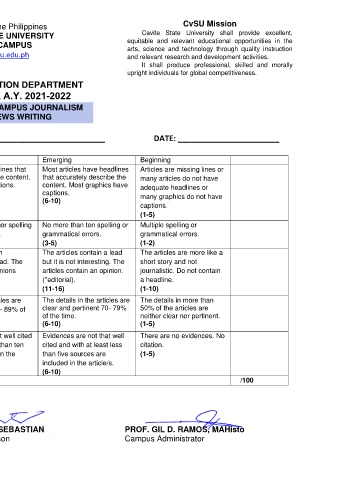 he Philippines
E UNIVERSITY
CAMPUS
u.edu.ph
CvSU Mission
Cavite State University shall provide excellent,
equitable and relevant educational opportunities in the
arts, science and technology through quality instruction
and relevant research and development activities.
It shall produce professional, skilled and morally
upright individuals for global competitiveness.
TION DEPARTMENT
A.Y. 2021-2022
AMPUS JOURNALISM
EWS WRITING
DATE:
Emerging
Beginning
ines that
e content.
tions.
Most articles have headlines
that accurately describe the
content. Most graphics have
captions.
(6-10)
Articles are missing lines or
many articles do not have
adequate headlines or
many graphics do not have
captions.
(1-5)
or spelling
No more than ten spelling or
grammatical errors.
(3-5)
Multiple spelling or
grammatical errors.
(1-2)
ad. The
nions
The articles contain a lead
but it is not interesting. The
articles contain an opinion.
(*editorial).
(11-16)
The articles are more like a
short story and not
journalistic. Do not contain
a headline.
(1-10)
les are
- 89% of
The details in the articles are
clear and pertinent 70- 79%
of the time.
(6-10)
The details in more than
50% of the articles are
neither clear nor pertinent.
(1-5)
t well cited
han ten
n the
Evidences are not that well
cited and with at least less
than five sources are
included in the article/s.
(6-10)
There are no evidences. No
citation.
(1-5)
/100
SEBASTIAN
son
PROF. GIL D. RAMOS, MAHisto
Campus Administrator